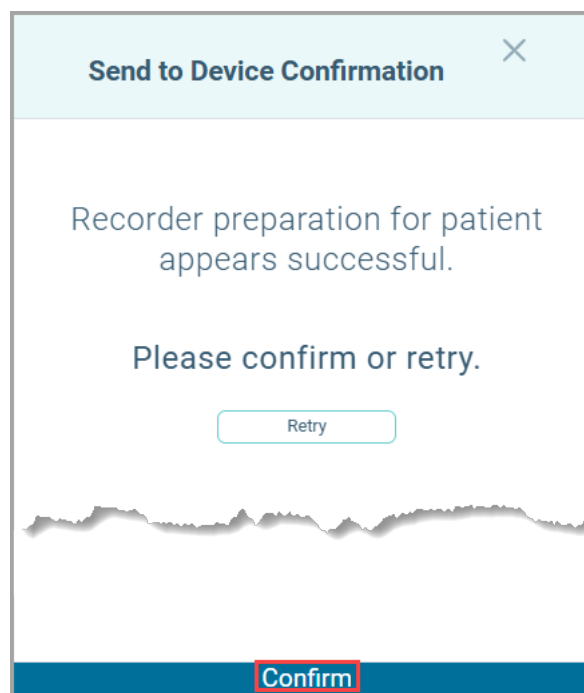 Send to Device Confirmation
Recorder preparation for patient
appears successful.
Please confirm or retry.
Retry
Confirm